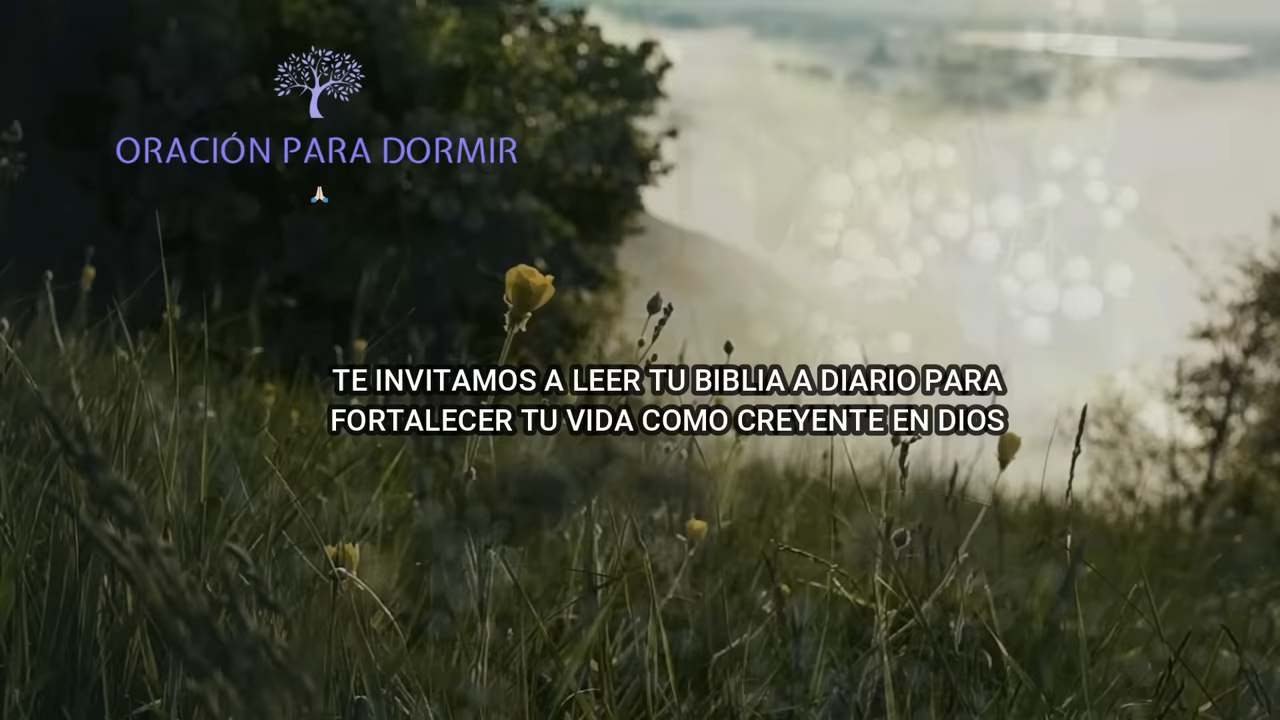 ORACIÓN PARA DORMIR
TE INVITAMOS A LEER TU BIBLIA A DIARIO PARA
FORTALECER TU VIDA COMO CREYENTE EN DIOS